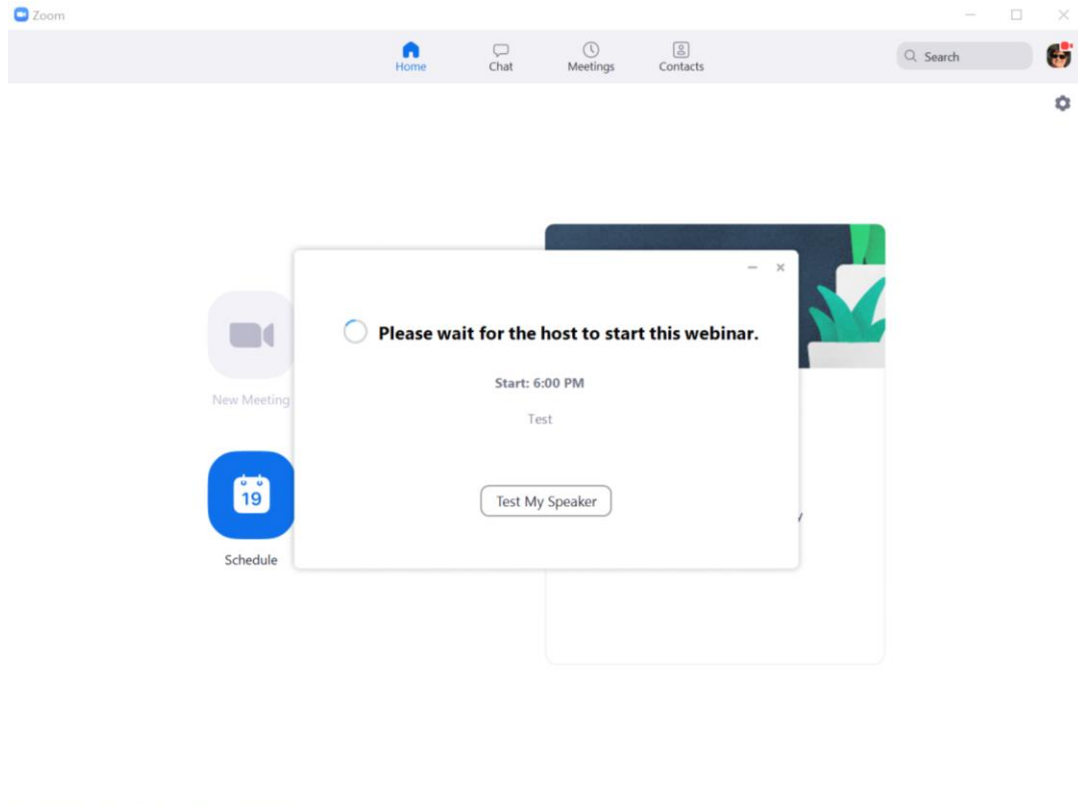 Zoom
Home
Chat
Meetings
Contacts
Search
Please wait for the host to start this webinar.
Start: 6:00 PM
Test
Test My Speaker
New Meeting
19
Schedule